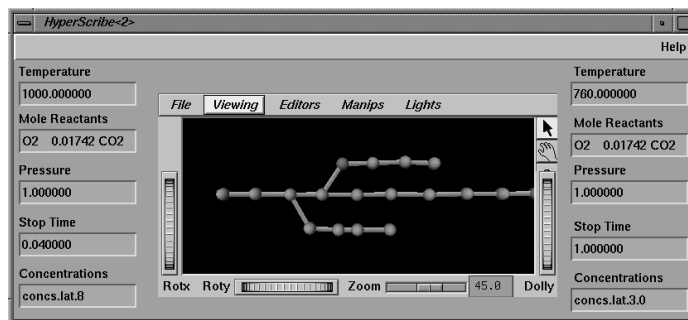 HyperScribe<2>
Help
Temperature
1000.000000
Mole Reactants
O2 0.01742 CO2
Pressure
1.000000
Stop Time
0.040000
Concentrations
concs.lat.8
File Viewing Editors Manips Lights
Rotx Roty Zoom 45.0 Dolly
Temperature
760.000000
Mole Reactants
O2 0.01742 CO2
Pressure
1.000000
Stop Time
1.000000
Concentrations
concs.lat.3.0